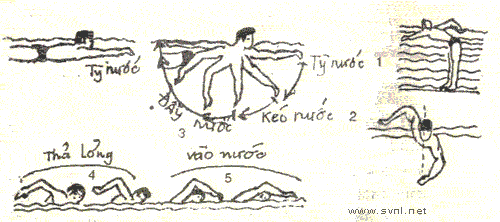 Tỳ nước
Tỳ nước 1
Đẩy nước
3
Kéo nước 2
Thả lỏng
4
vào nước
5
www.svnl.net